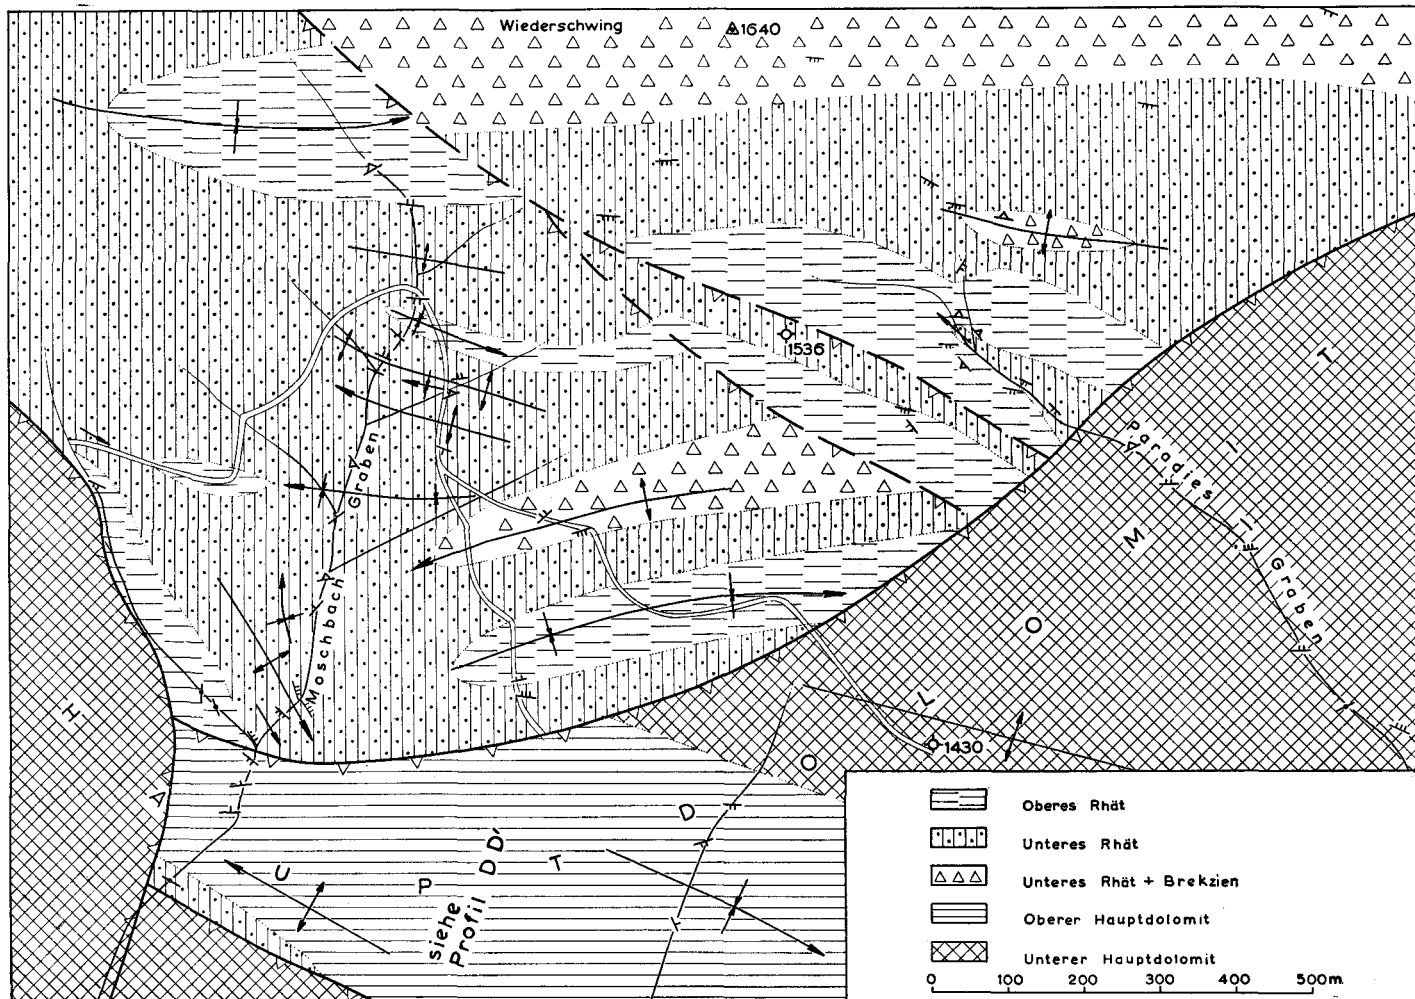 Wiederschwing
1640
1536
Graben
Moschbach
Paradies
Graben
1430
H
U
P
T
D
O
L
O
M
I
T
siehe
Profil DD'
Oberes Rhät
Unteres Rhät
Unteres Rhät + Brekzien
Oberer Hauptdolomit
Unterer Hauptdolomit
0 100 200 300 400 500m